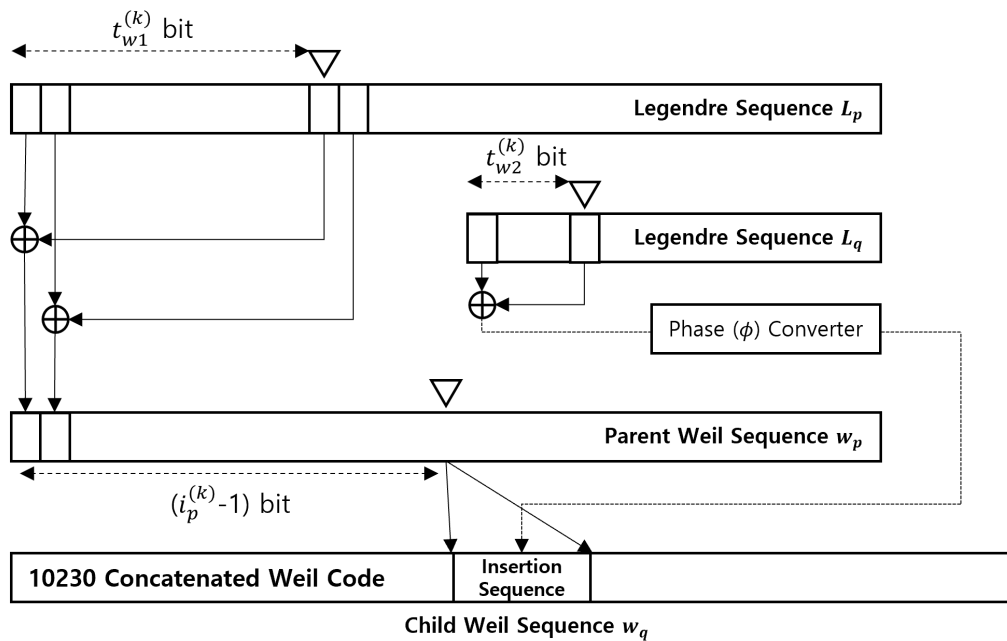 t_{w1}^{(k)} bit
Legendre Sequence L_p
t_{w2}^{(k)} bit
Legendre Sequence L_q
Phase (ϕ) Converter
Parent Weil Sequence w_p
(i_p^{(k)}-1) bit
10230 Concatenated Weil Code
Insertion
Sequence
Child Weil Sequence w_q